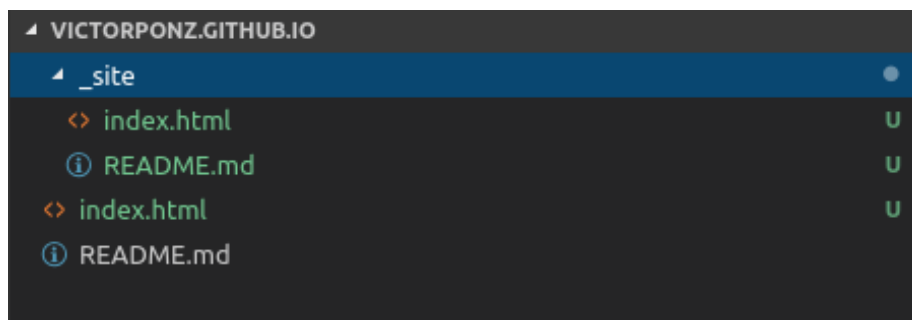 VICTORPONZ.GITHUB.IO
_site
index.html U
README.md U
index.html U
README.md